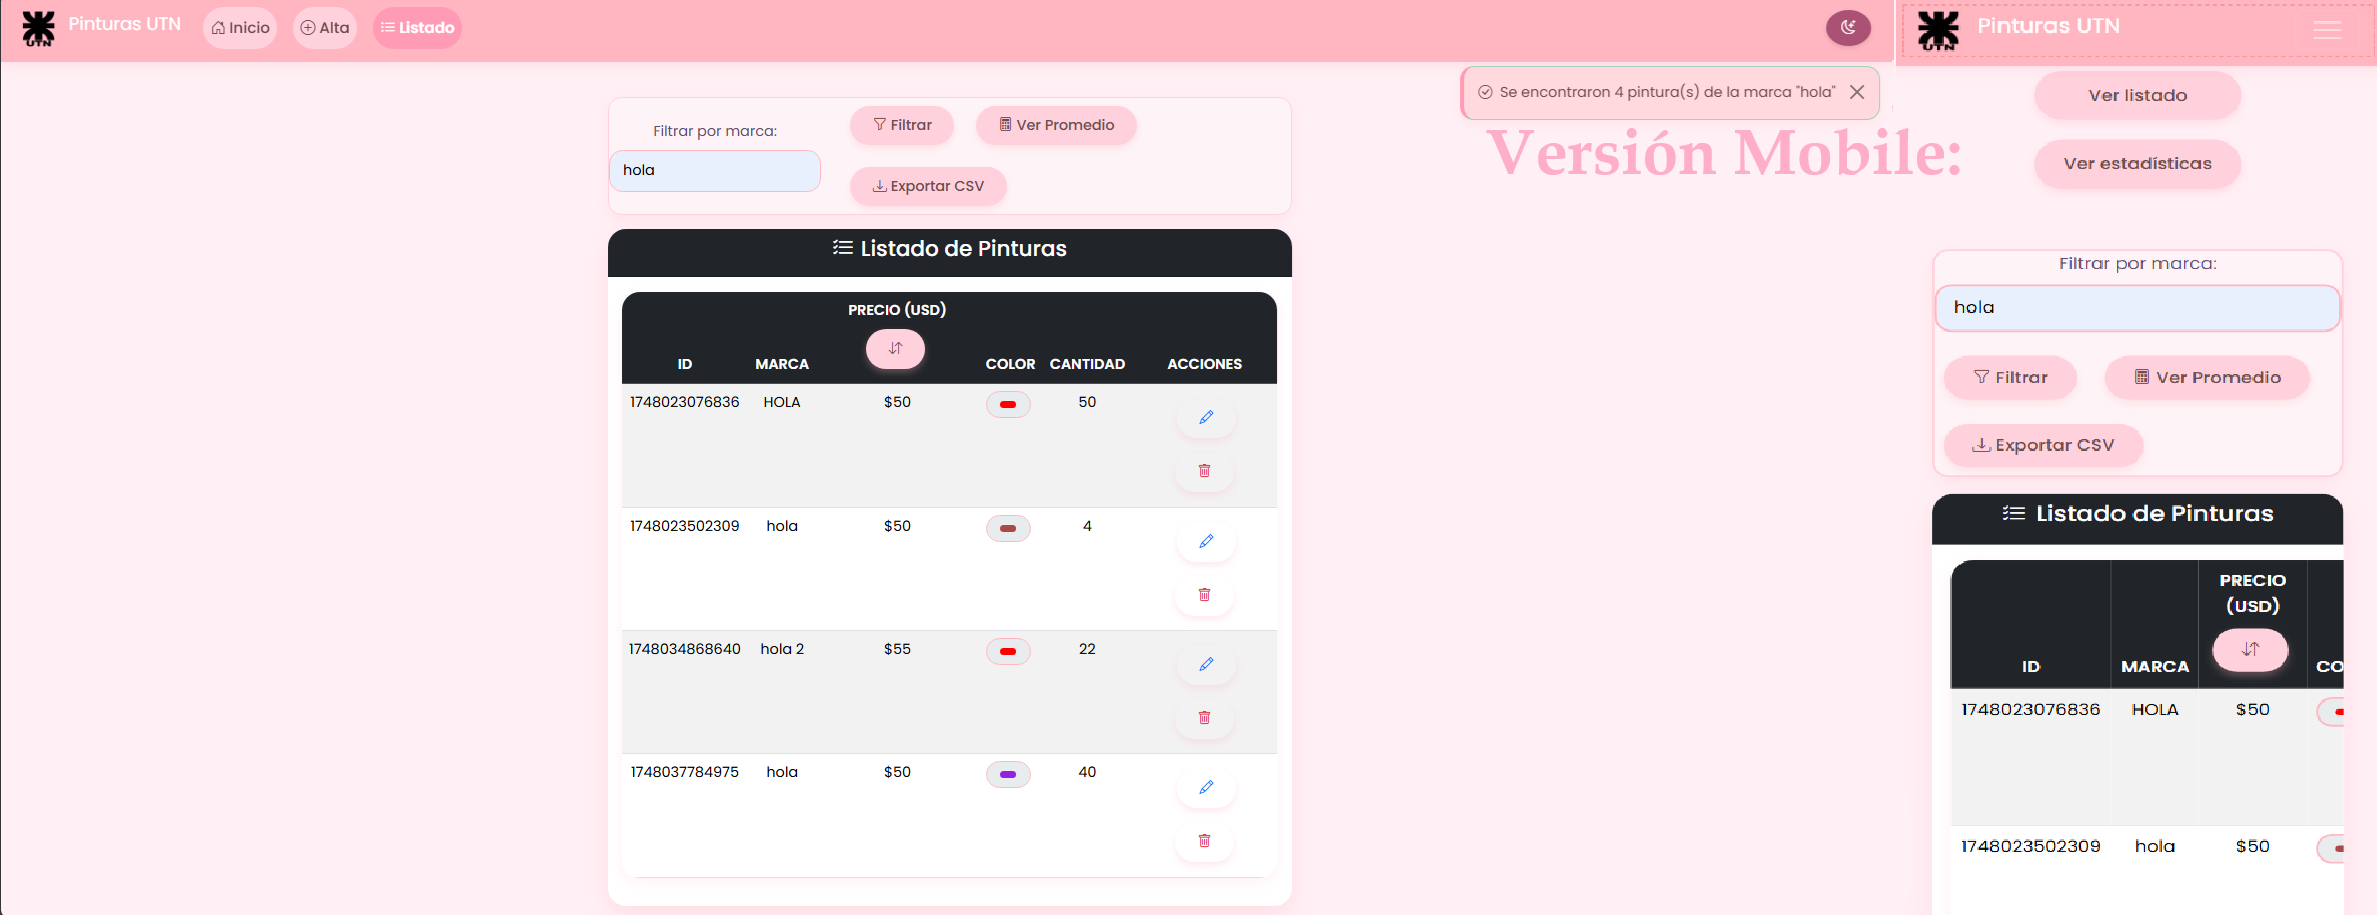 UTN
Pinturas UTN
Inicio
Alta
Listado
Se encontraron 4 pintura(s) de la marca "hola"
Filtrar por marca:
hola
Filtrar
Ver Promedio
Exportar CSV
Listado de Pinturas
ID MARCA PRECIO (USD) COLOR CANTIDAD ACCIONES
1748023076836 HOLA $50 50
1748023502309 hola $50 4
1748034868640 hola 2 $55 22
1748037784975 hola $50 40
Versión Mobile:
UTN
Pinturas UTN
Ver listado
Ver estadísticas
Filtrar por marca:
hola
Filtrar
Ver Promedio
Exportar CSV
Listado de Pinturas
ID MARCA PRECIO (USD) CO
1748023076836 HOLA $50
1748023502309 hola $50